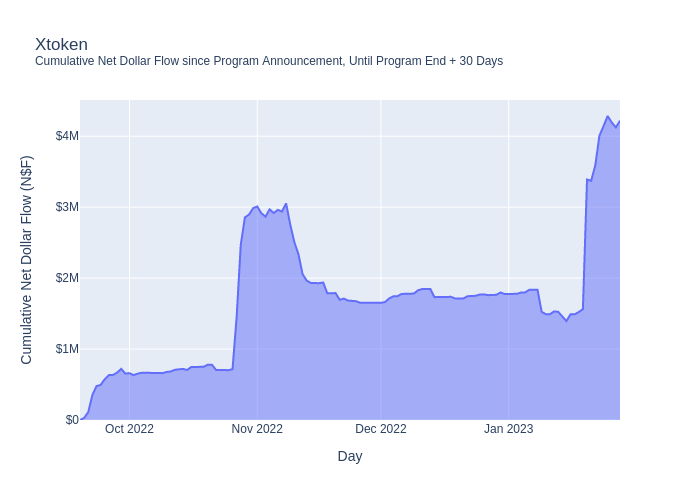 Xtoken
Cumulative Net Dollar Flow since Program Announcement, Until Program End + 30 Days
Cumulative Net Dollar Flow (N$F)
$4M
$3M
$2M
$1M
$0
Oct 2022
Nov 2022
Dec 2022
Jan 2023
Day